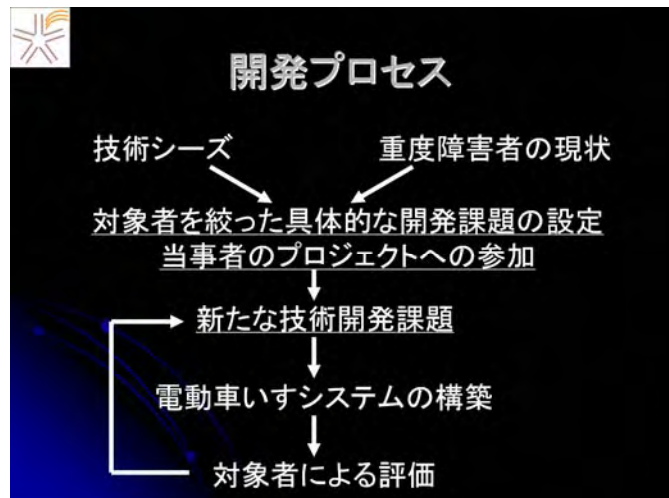 開発プロセス
技術シーズ
重度障害者の現状
対象者を絞った具体的な開発課題の設定
当事者のプロジェクトへの参加
新たな技術開発課題
電動車いすシステムの構築
対象者による評価